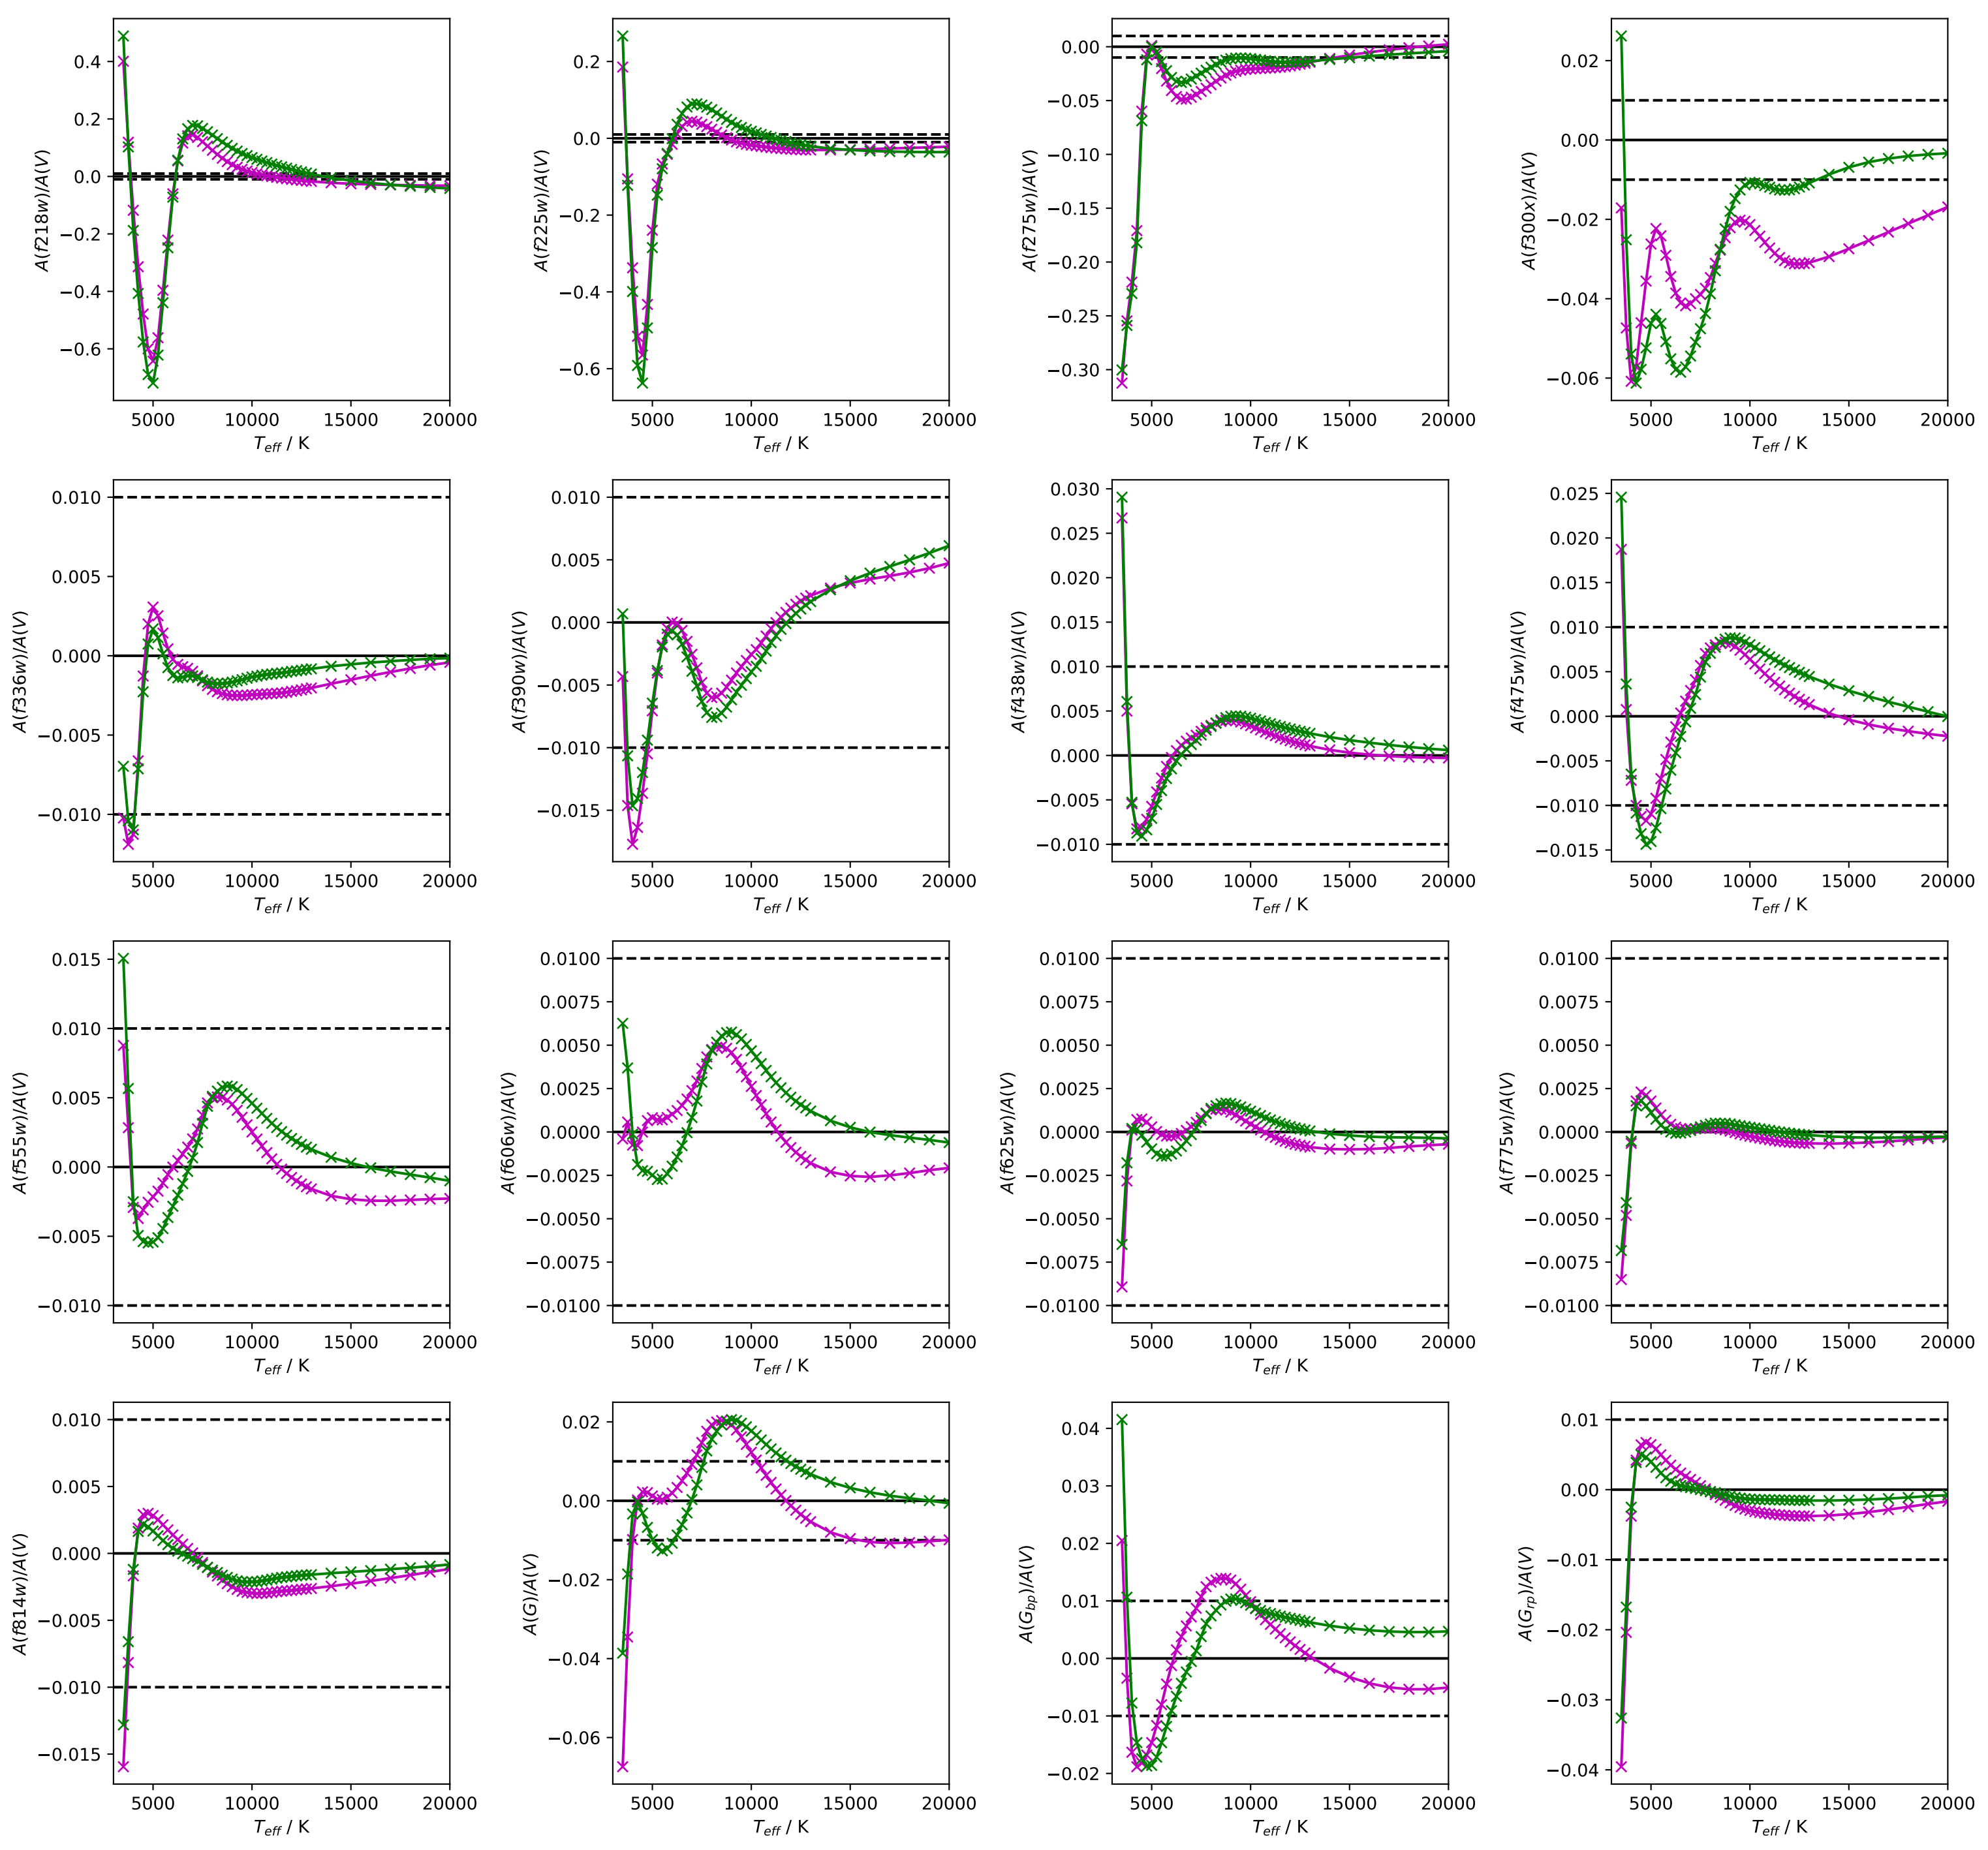 A(f218w)/A(V)
0.4
0.2
0.0
−0.2
−0.4
−0.6
5000 10000 15000 20000
T_eff / K
A(f225w)/A(V)
0.2
0.0
−0.2
−0.4
−0.6
5000 10000 15000 20000
T_eff / K
A(f275w)/A(V)
0.00
−0.05
−0.10
−0.15
−0.20
−0.25
−0.30
5000 10000 15000 20000
T_eff / K
A(f300x)/A(V)
0.02
0.00
−0.02
−0.04
−0.06
5000 10000 15000 20000
T_eff / K
A(f336w)/A(V)
0.010
0.005
0.000
−0.005
−0.010
5000 10000 15000 20000
T_eff / K
A(f390w)/A(V)
0.010
0.005
0.000
−0.005
−0.010
−0.015
5000 10000 15000 20000
T_eff / K
A(f438w)/A(V)
0.030
0.025
0.020
0.015
0.010
0.005
0.000
−0.005
−0.010
5000 10000 15000 20000
T_eff / K
A(f475w)/A(V)
0.025
0.020
0.015
0.010
0.005
0.000
−0.005
−0.010
−0.015
5000 10000 15000 20000
T_eff / K
A(f555w)/A(V)
0.015
0.010
0.005
0.000
−0.005
−0.010
5000 10000 15000 20000
T_eff / K
A(f606w)/A(V)
0.0100
0.0075
0.0050
0.0025
0.0000
−0.0025
−0.0050
−0.0075
−0.0100
5000 10000 15000 20000
T_eff / K
A(f625w)/A(V)
0.0100
0.0075
0.0050
0.0025
0.0000
−0.0025
−0.0050
−0.0075
−0.0100
5000 10000 15000 20000
T_eff / K
A(f775w)/A(V)
0.0100
0.0075
0.0050
0.0025
0.0000
−0.0025
−0.0050
−0.0075
−0.0100
5000 10000 15000 20000
T_eff / K
A(f814w)/A(V)
0.010
0.005
0.000
−0.005
−0.010
−0.015
5000 10000 15000 20000
T_eff / K
A(G)/A(V)
0.02
0.00
−0.02
−0.04
−0.06
5000 10000 15000 20000
T_eff / K
A(G_bp)/A(V)
0.04
0.03
0.02
0.01
0.00
−0.01
−0.02
5000 10000 15000 20000
T_eff / K
A(G_rp)/A(V)
0.01
0.00
−0.01
−0.02
−0.03
−0.04
5000 10000 15000 20000
T_eff / K